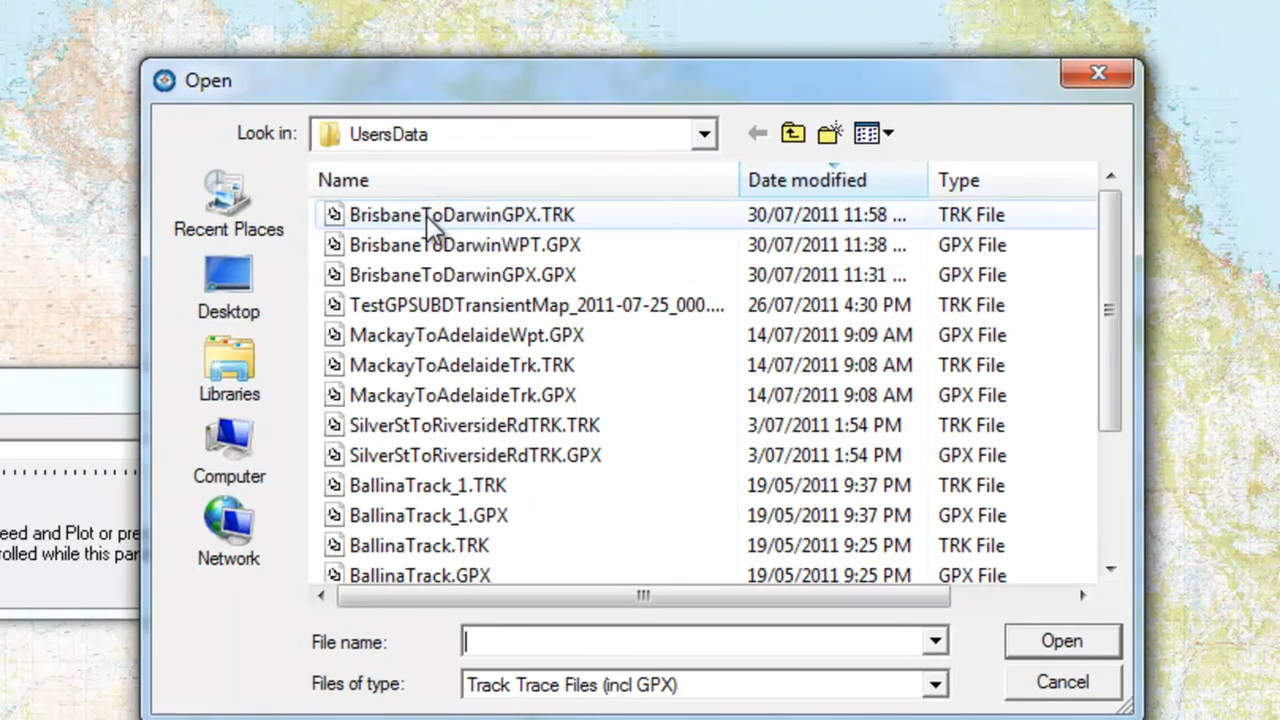 Open
Look in: UsersData
Name Date modified Type
BrisbaneToDarwinGPX.TRK 30/07/2011 11:58 ... TRK File
BrisbaneToDarwinWPT.GPX 30/07/2011 11:38 ... GPX File
BrisbaneToDarwinGPX.GPX 30/07/2011 11:31 ... GPX File
TestGPSUBDTransientMap_2011-07-25_000.... 26/07/2011 4:30 PM TRK File
MackayToAdelaideWpt.GPX 14/07/2011 9:09 AM GPX File
MackayToAdelaideTrk.TRK 14/07/2011 9:08 AM TRK File
MackayToAdelaideTrk.GPX 14/07/2011 9:08 AM GPX File
SilverStToRiversideRdTRK.TRK 3/07/2011 1:54 PM TRK File
SilverStToRiversideRdTRK.GPX 3/07/2011 1:54 PM GPX File
BallinaTrack_1.TRK 19/05/2011 9:37 PM TRK File
BallinaTrack_1.GPX 19/05/2011 9:37 PM GPX File
BallinaTrack.TRK 19/05/2011 9:25 PM TRK File
BallinaTrack.GPX 19/05/2011 9:25 PM GPX File
Recent Places
Desktop
Libraries
Computer
Network
File name: Open
Files of type: Track Trace Files (incl GPX) Cancel
eed and Plot or pre
rolled while this par